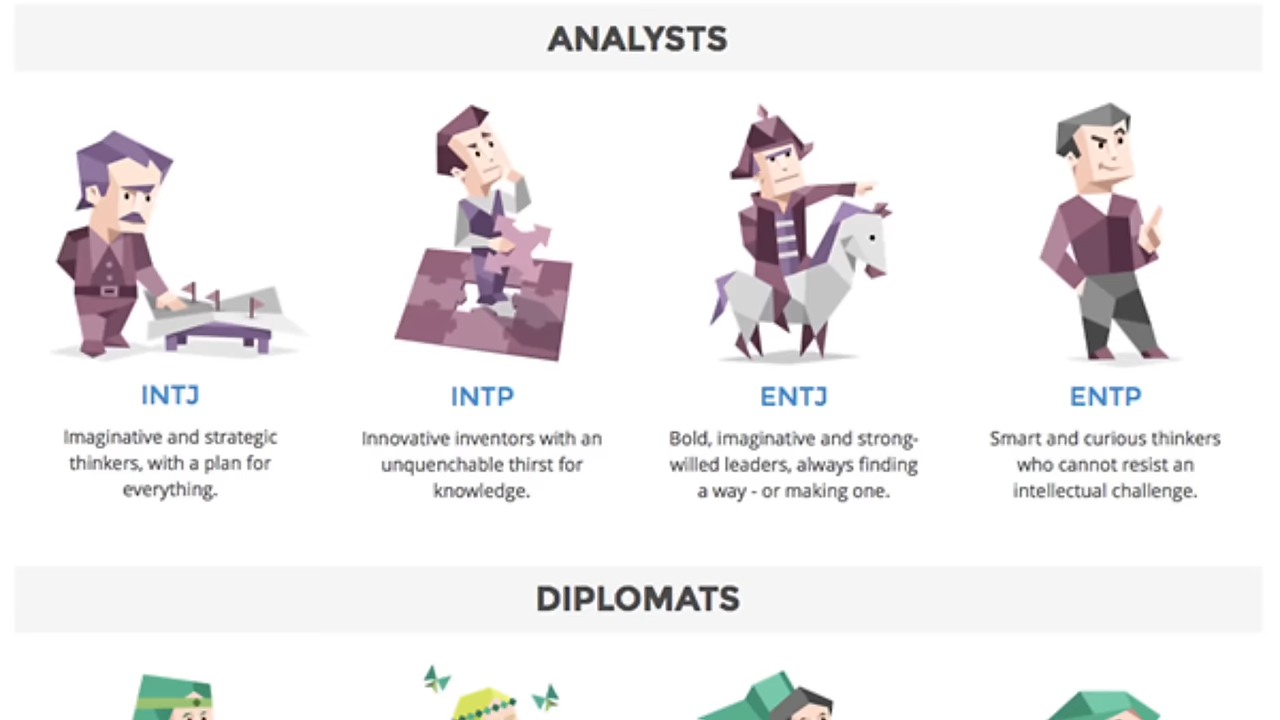 ANALYSTS
INTJ
Imaginative and strategic
thinkers, with a plan for
everything.
INTP
Innovative inventors with an
unquenchable thirst for
knowledge.
ENTJ
Bold, imaginative and strong-
willed leaders, always finding
a way - or making one.
ENTP
Smart and curious thinkers
who cannot resist an
intellectual challenge.
DIPLOMATS